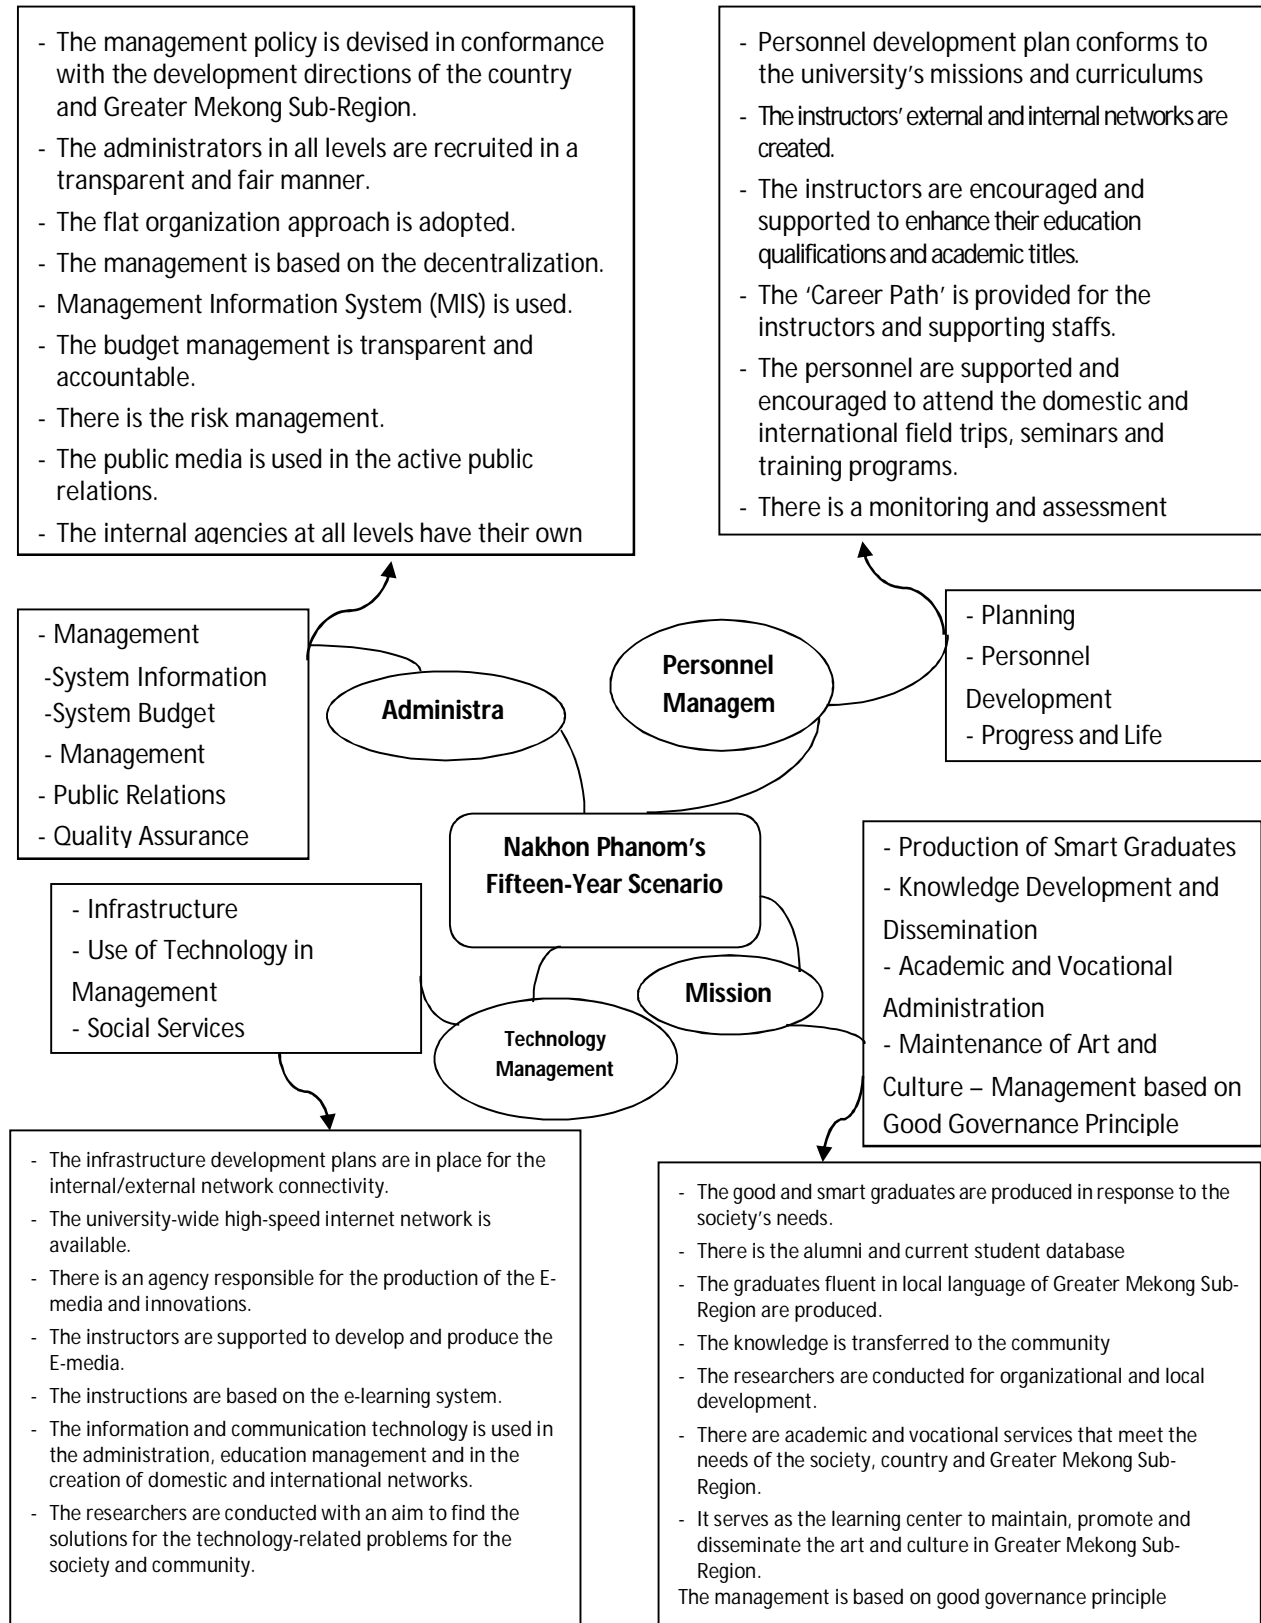 - The management policy is devised in conformance
with the development directions of the country
and Greater Mekong Sub-Region.
- The administrators in all levels are recruited in a
transparent and fair manner.
- The flat organization approach is adopted.
- The management is based on the decentralization.
- Management Information System (MIS) is used.
- The budget management is transparent and
accountable.
- There is the risk management.
- The public media is used in the active public
relations.
- The internal agencies at all levels have their own
- Personnel development plan conforms to
the university's missions and curriculums
- The instructors' external and internal networks are
created.
- The instructors are encouraged and
supported to enhance their education
qualifications and academic titles.
- The 'Career Path' is provided for the
instructors and supporting staffs.
- The personnel are supported and
encouraged to attend the domestic and
international field trips, seminars and
training programs.
- There is a monitoring and assessment
- Management
-System Information
-System Budget
- Management
- Public Relations
- Quality Assurance
Administra
Personnel
Managem
- Planning
- Personnel
Development
- Progress and Life
Nakhon Phanom's
Fifteen-Year Scenario
- Infrastructure
- Use of Technology in
Management
- Social Services
Technology
Management
Mission
- Production of Smart Graduates
- Knowledge Development and
Dissemination
- Academic and Vocational
Administration
- Maintenance of Art and
Culture – Management based on
Good Governance Principle
- The infrastructure development plans are in place for the
internal/external network connectivity.
- The university-wide high-speed internet network is
available.
- There is an agency responsible for the production of the E-
media and innovations.
- The instructors are supported to develop and produce the
E-media.
- The instructions are based on the e-learning system.
- The information and communication technology is used in
the administration, education management and in the
creation of domestic and international networks.
- The researchers are conducted with an aim to find the
solutions for the technology-related problems for the
society and community.
- The good and smart graduates are produced in response to the
society's needs.
- There is the alumni and current student database
- The graduates fluent in local language of Greater Mekong Sub-
Region are produced.
- The knowledge is transferred to the community
- The researchers are conducted for organizational and local
development.
- There are academic and vocational services that meet the
needs of the society, country and Greater Mekong Sub-
Region.
- It serves as the learning center to maintain, promote and
disseminate the art and culture in Greater Mekong Sub-
Region.
The management is based on good governance principle